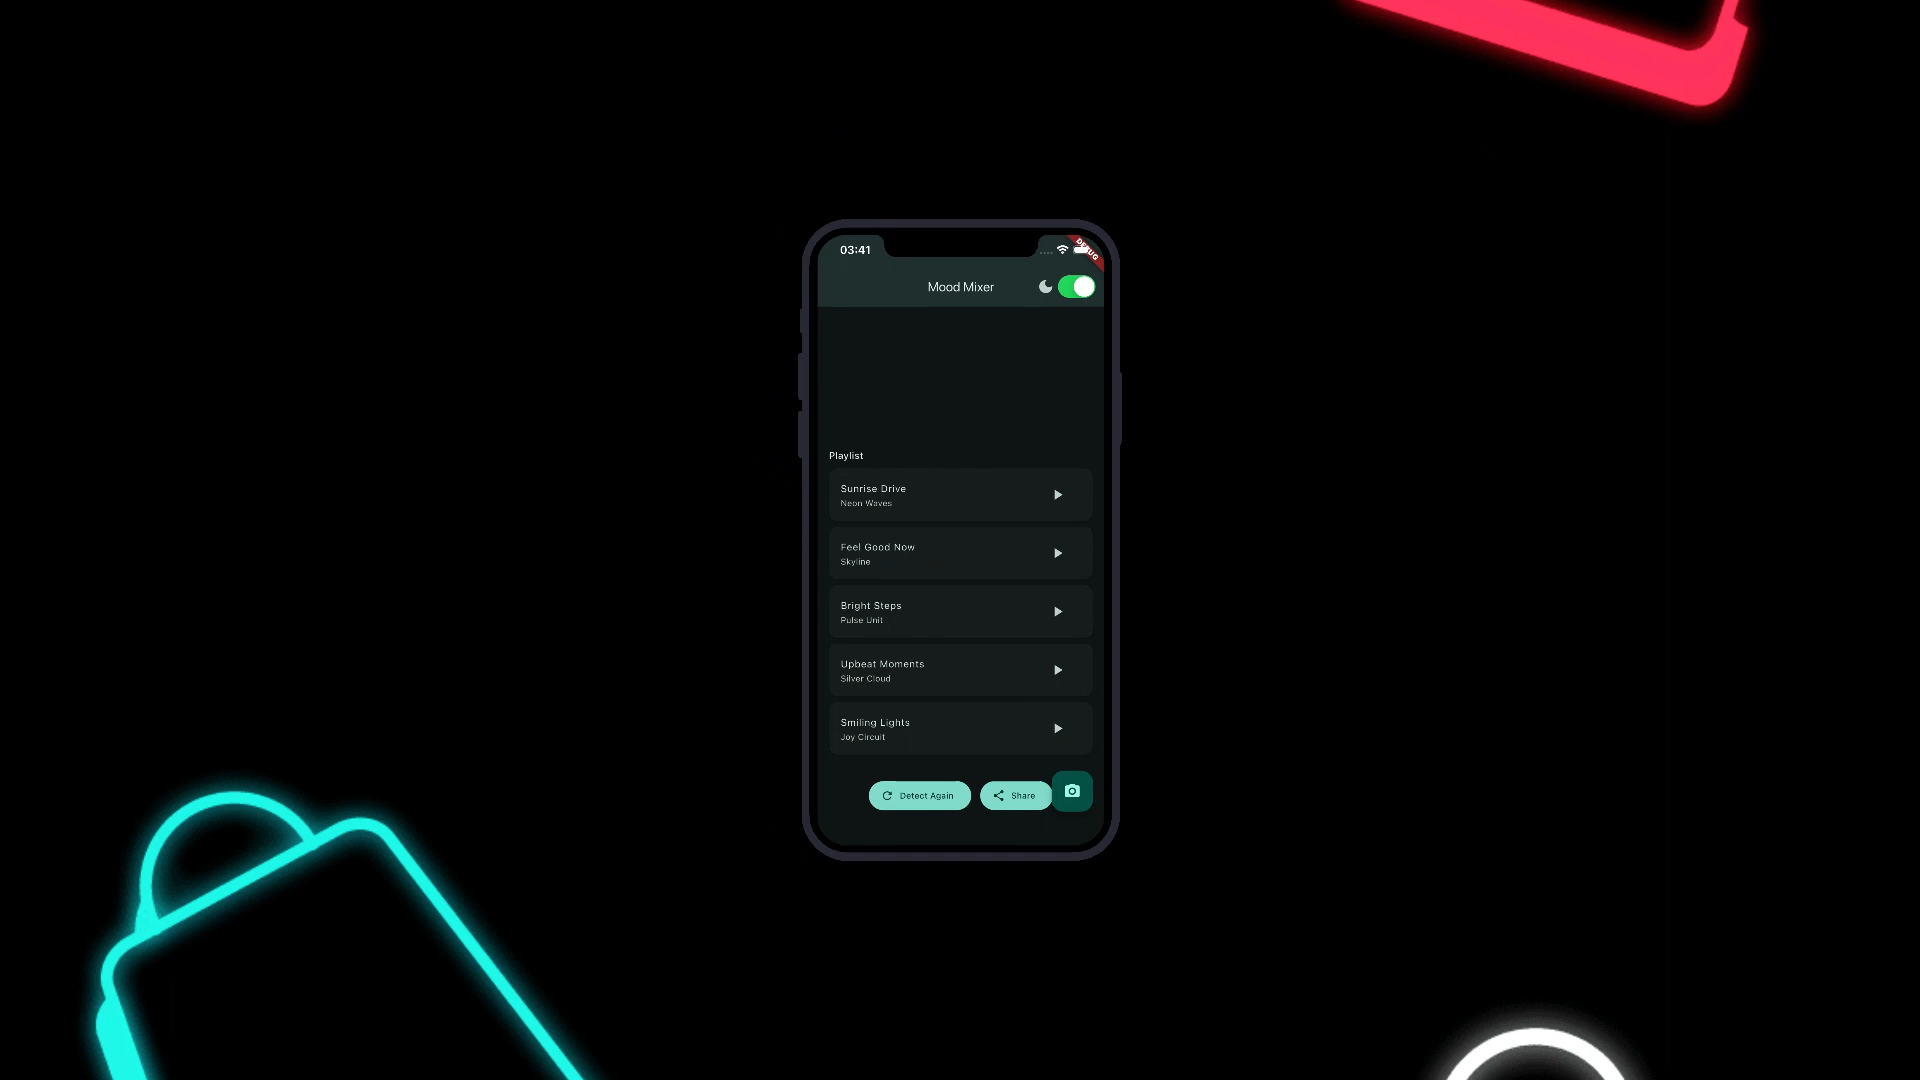 03:41
DEBUG
Mood Mixer
Playlist
Sunrise Drive
Neon Waves
Feel Good Now
Skyline
Bright Steps
Pulse Unit
Upbeat Moments
Silver Cloud
Smiling Lights
Joy Circuit
Detect Again
Share